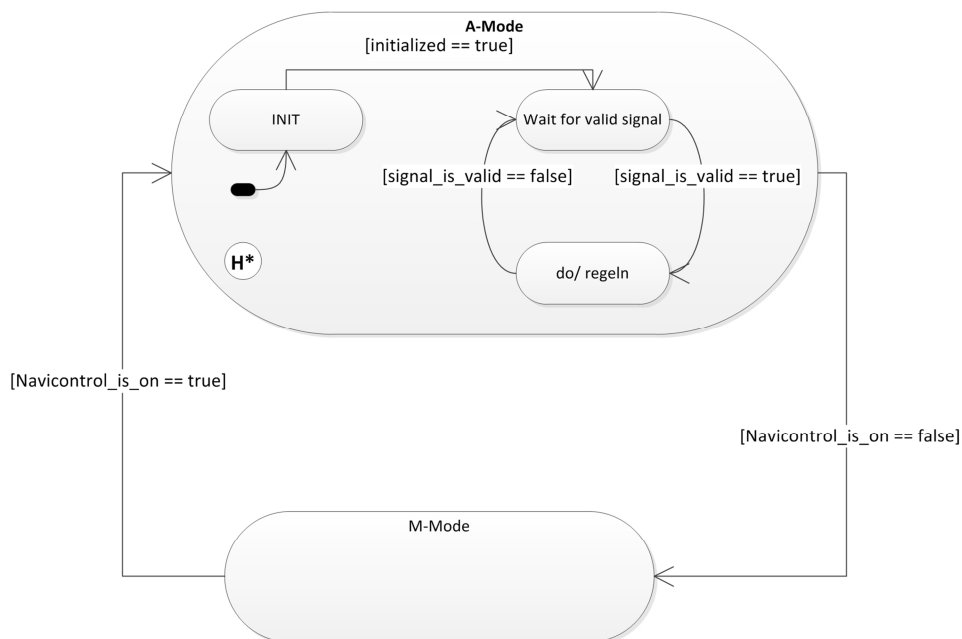 A-Mode
[initialized == true]
INIT
Wait for valid signal
[signal_is_valid == false]
[signal_is_valid == true]
H*
do/ regeln
[Navicontrol_is_on == true]
[Navicontrol_is_on == false]
M-Mode